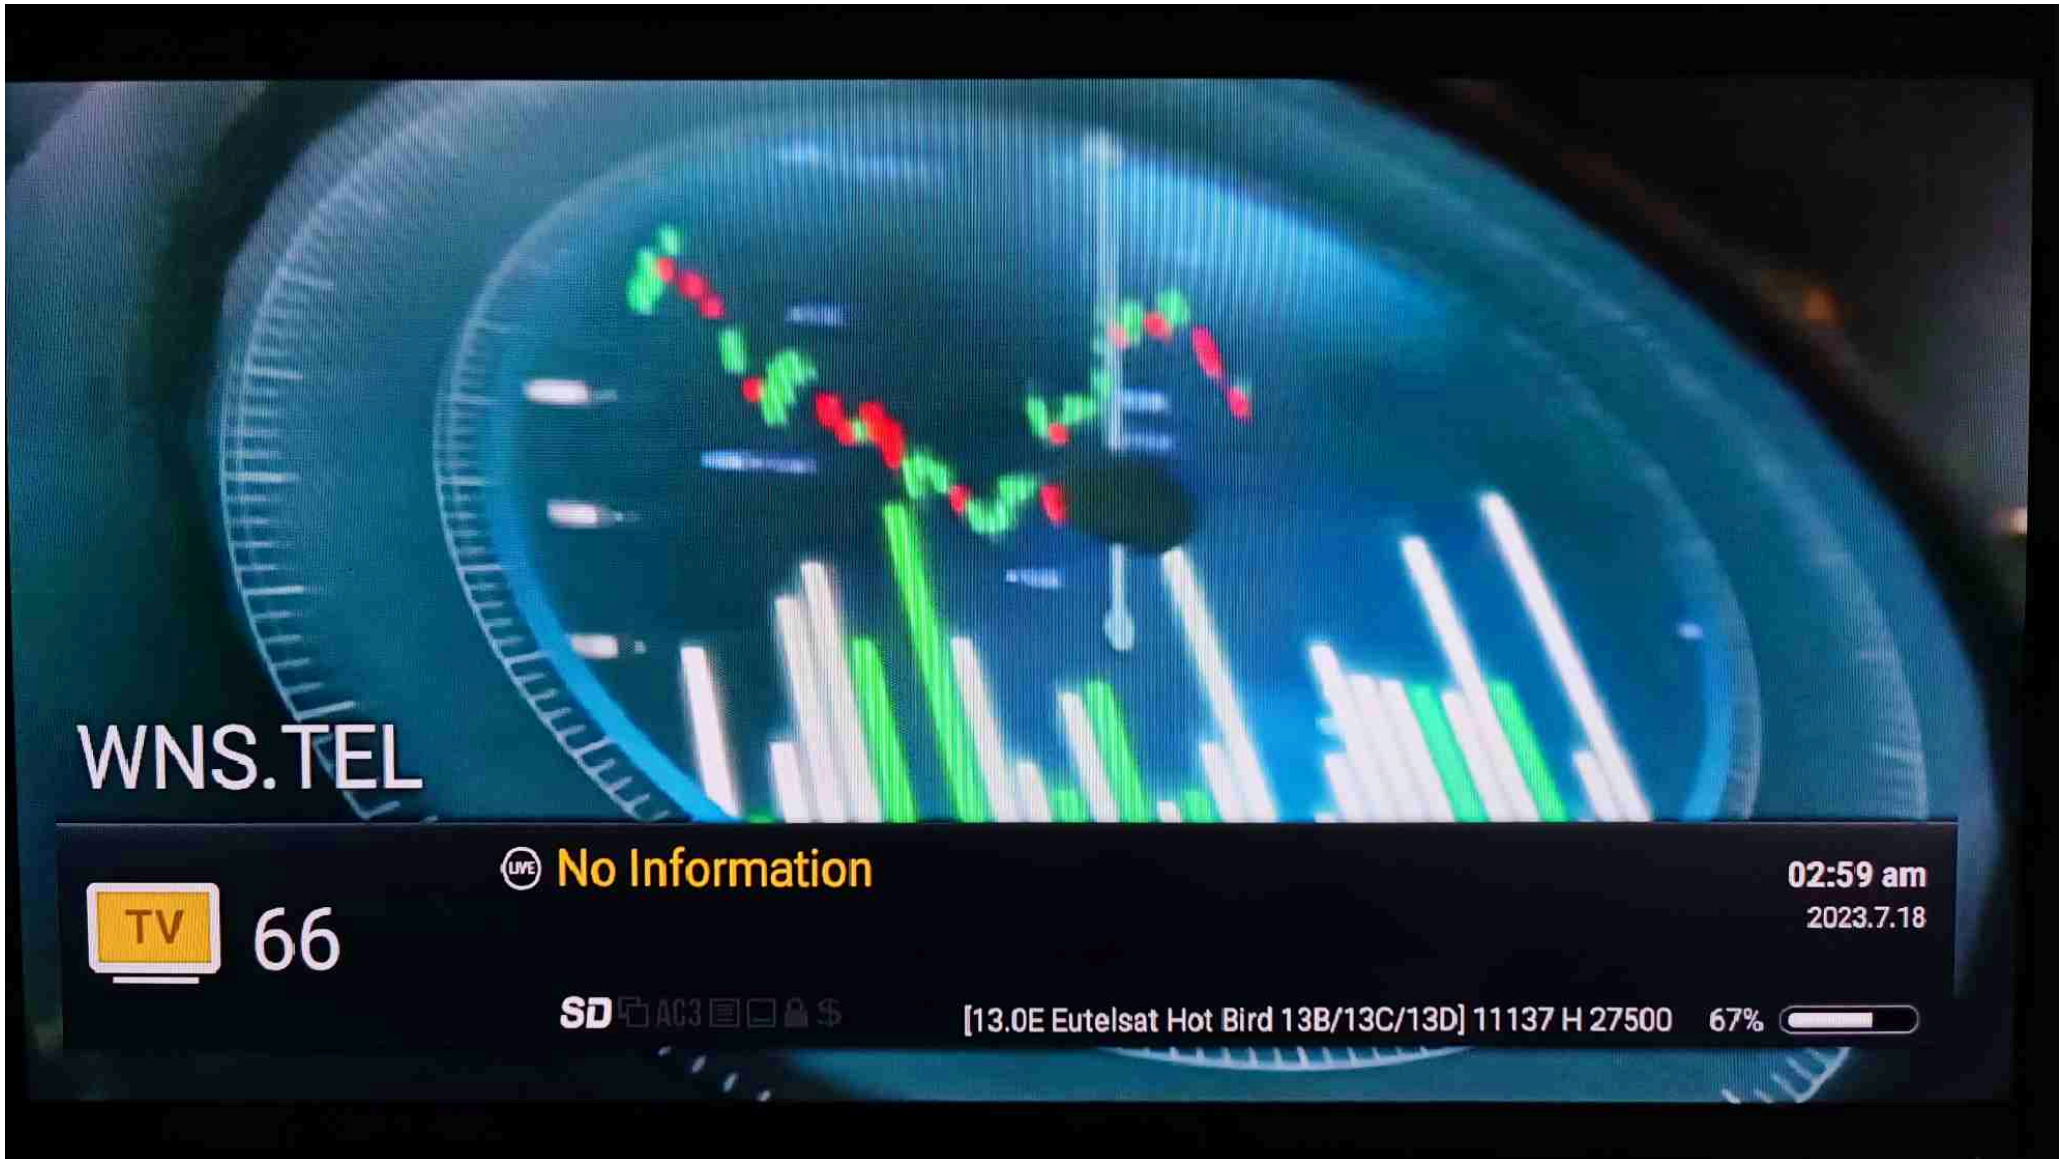 WNS.TEL
LIVE No Information
02:59 am
2023.7.18
TV 66
SD AC3 $
[13.0E Eutelsat Hot Bird 13B/13C/13D] 11137 H 27500 67%